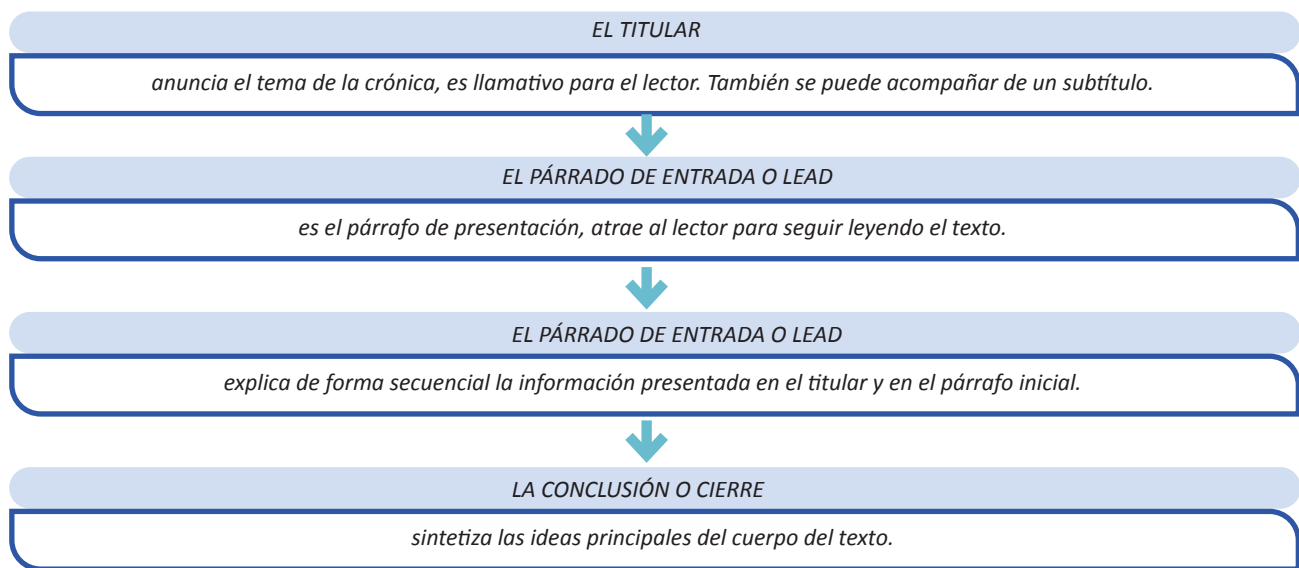 EL TITULAR
anuncia el tema de la crónica, es llamativo para el lector. También se puede acompañar de un subtítulo.
EL PÁRRADO DE ENTRADA O LEAD
es el párrafo de presentación, atrae al lector para seguir leyendo el texto.
EL PÁRRADO DE ENTRADA O LEAD
explica de forma secuencial la información presentada en el titular y en el párrafo inicial.
LA CONCLUSIÓN O CIERRE
sintetiza las ideas principales del cuerpo del texto.